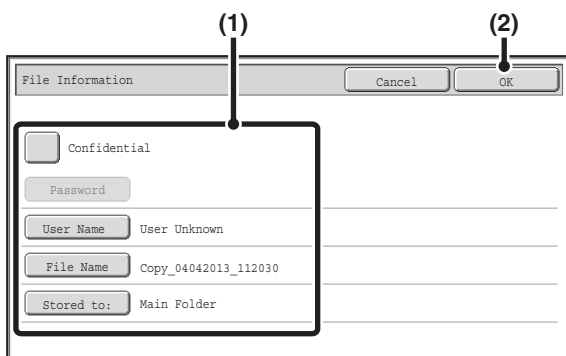 (1) (2)
File Information Cancel OK
Confidential
Password
User Name User Unknown
File Name Copy_04042013_112030
Stored to: Main Folder